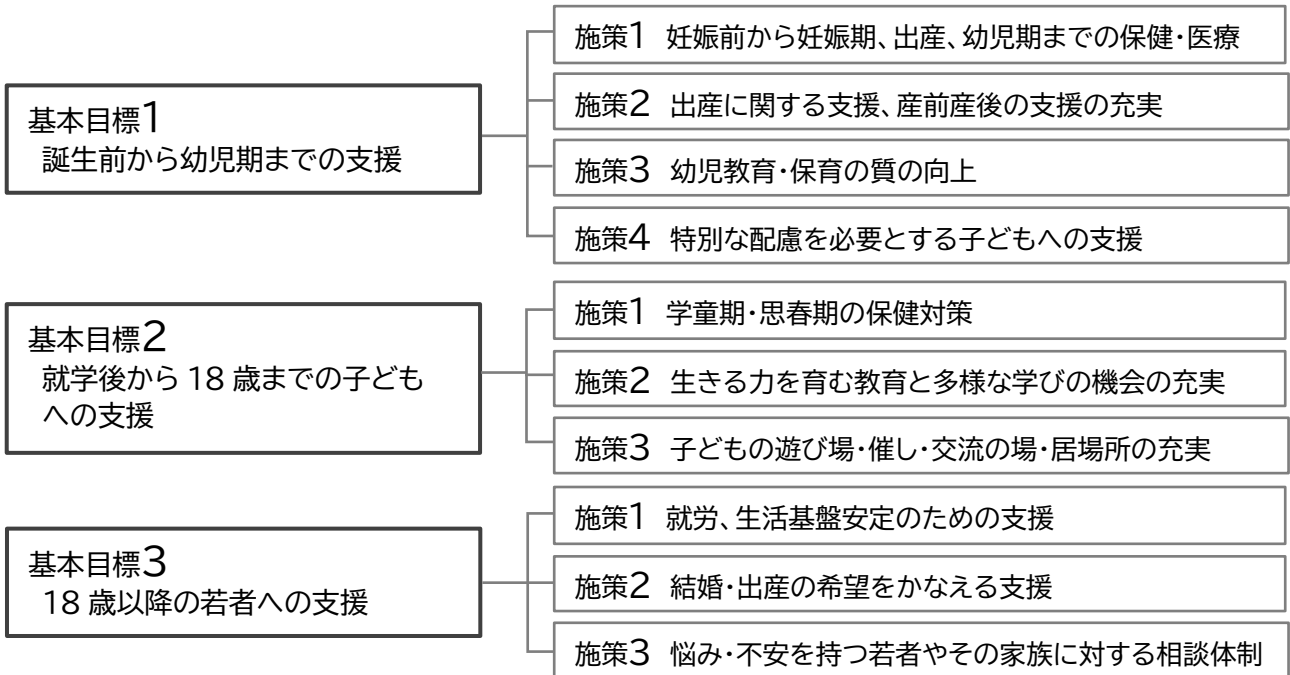 基本目標1
誕生前から幼児期までの支援
施策1 妊娠前から妊娠期、出産、幼児期までの保健・医療
施策2 出産に関する支援、産前産後の支援の充実
施策3 幼児教育・保育の質の向上
施策4 特別な配慮を必要とする子どもへの支援
基本目標2
就学後から 18 歳までの子ども
への支援
施策1 学童期・思春期の保健対策
施策2 生きる力を育む教育と多様な学びの機会の充実
施策3 子どもの遊び場・催し・交流の場・居場所の充実
基本目標3
18 歳以降の若者への支援
施策1 就労、生活基盤安定のための支援
施策2 結婚・出産の希望をかなえる支援
施策3 悩み・不安を持つ若者やその家族に対する相談体制